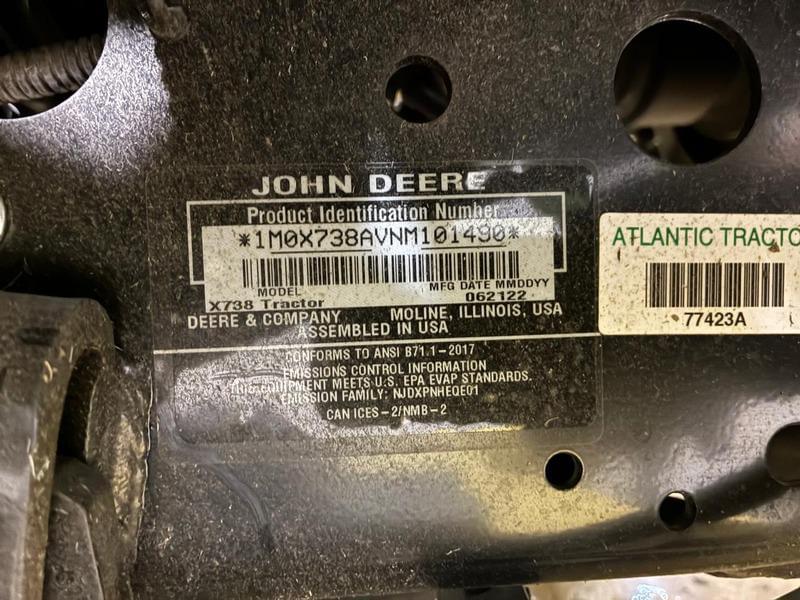 JOHN DEERE
Product Identification Number
*1M0X738AVNM101490*
MODEL
MFG DATE MMDDYY
X738 Tractor
062122
DEERE & COMPANY MOLINE, ILLINOIS, USA
ASSEMBLED IN USA
CONFORMS TO ANSI B71.1-2017
EMISSIONS CONTROL INFORMATION
THIS EQUIPMENT MEETS U.S. EPA EVAP STANDARDS.
EMISSION FAMILY: NJDXPNHEQE01
CAN ICES-2/NMB-2
ATLANTIC TRACTO
77423A